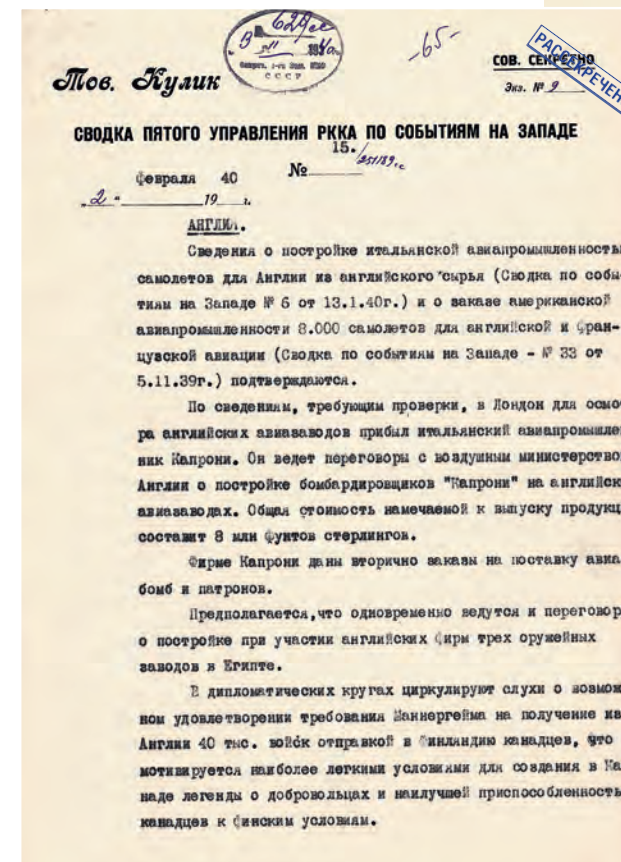 В 629сс
-65-
СССР
РАССЕКРЕЧЕН
СОВ. СЕКРЕТНО
Тов. Кулик
Экз. № 9
СВОДКА ПЯТОГО УПРАВЛЕНИЯ РККА ПО СОБЫТИЯМ НА ЗАПАДЕ
15.
№ 251189сс
февраля 40
„2" 19 г.
АНГЛИЯ.
Сведения о постройке итальянской авиапромышленность
самолетов для Англии из английского сырья (Сводка по собы-
тиям на Западе № 6 от 13.1.40г.) и о заказе американской
авиапромышленности 8.000 самолетов для английской и фран-
цузской авиации (Сводка по событиям на Западе - № 33 от
5.11.39г.) подтверждаются.
По сведениям, требующим проверки, в Лондон для осмо
ра английских авиазаводов прибыл итальянский авиапромышле
ник Капрони. Он ведет переговоры с воздушным министерство
Англии о постройке бомбардировщиков "Капрони" на английск
авиазаводах. Общая стоимость намечаемой к выпуску продукц
составит 8 млн фунтов стерлингов.
Фирме Капрони даны вторично заказы на поставку авиа
бомб и патронов.
Предполагается,что одновременно ведутся и переговор
о постройке при участии английских фирм трех оружейных
заводов в Египте.
В дипломатических кругах циркулируют слухи о возмож
ном удовлетворении требования Маннергейма на получение из
Англии 40 тыс. войск отправкой в Финляндию канадцев, что
мотивируется наиболее легкими условиями для создания в Ка
наде легенды о добровольцах и наилучшей приспособленность
канадцев к финским условиям.